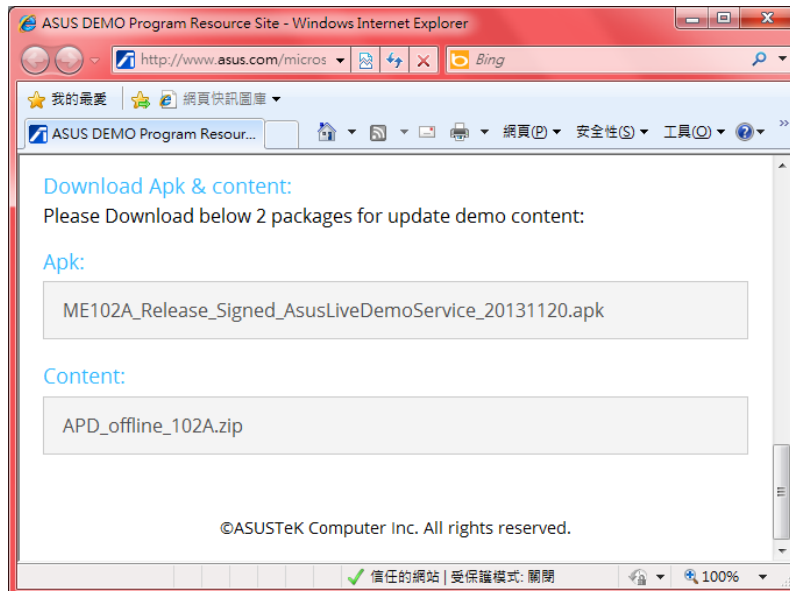 ASUS DEMO Program Resource Site - Windows Internet Explorer
http://www.asus.com/micros
Bing
我的最愛
網頁快訊圖庫
ASUS DEMO Program Resour...
網頁(P)
安全性(S)
工具(O)
»
Download Apk & content:
Please Download below 2 packages for update demo content:
Apk:
ME102A_Release_Signed_AsusLiveDemoService_20131120.apk
Content:
APD_offline_102A.zip
©ASUSTeK Computer Inc. All rights reserved.
信任的網站 | 受保護模式: 關閉
100%